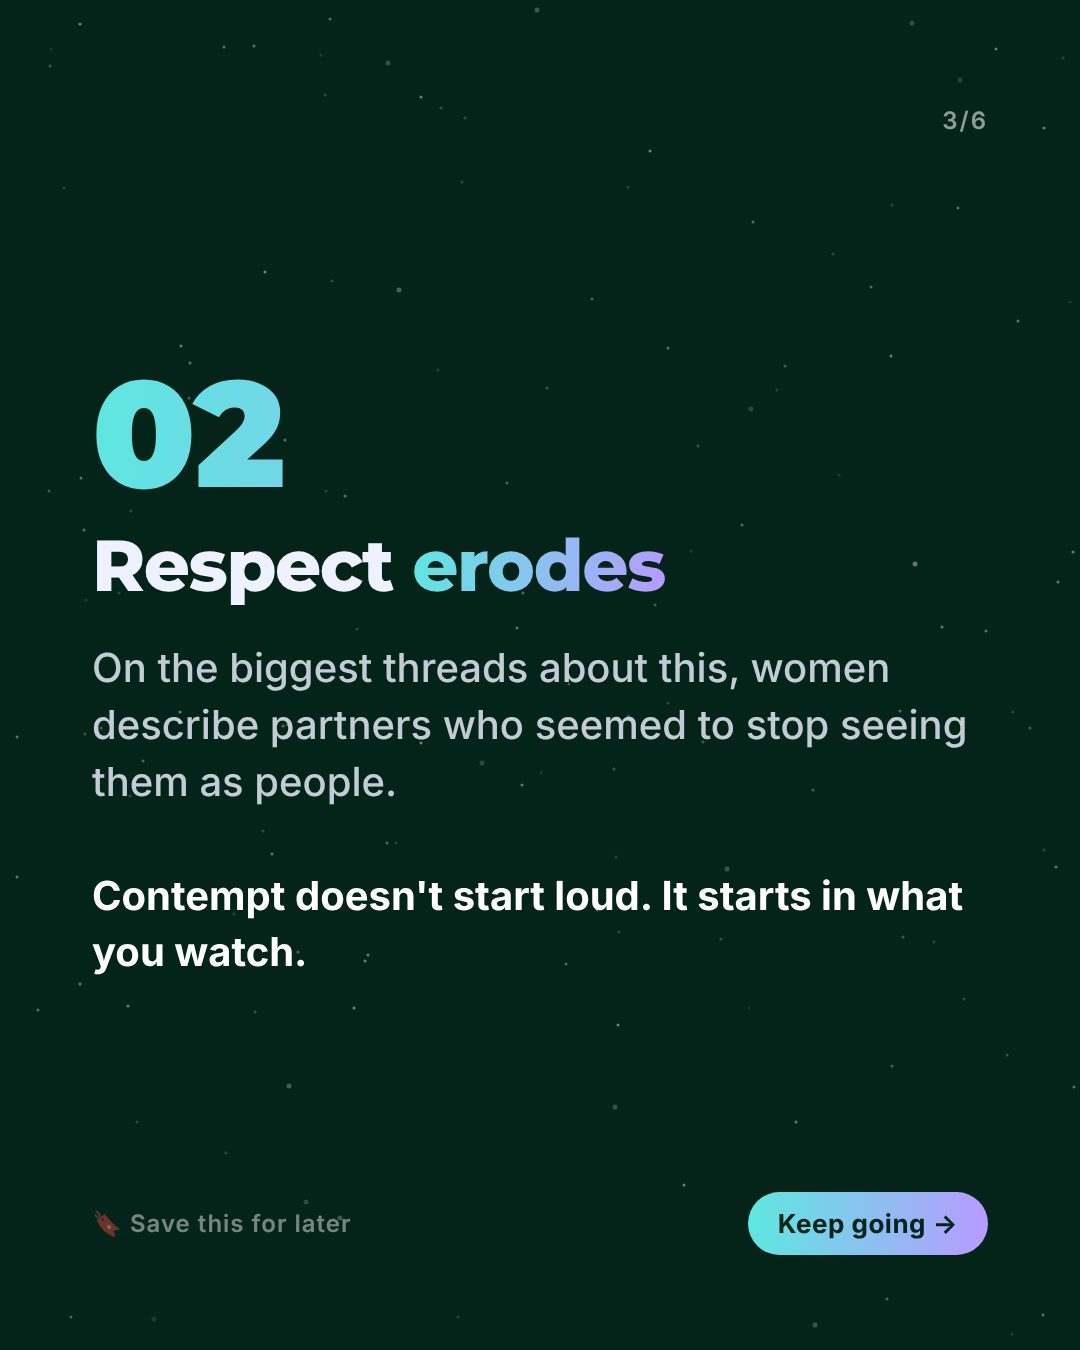 3/6
02
Respect erodes
On the biggest threads about this, women
describe partners who seemed to stop seeing
them as people.
Contempt doesn't start loud. It starts in what
you watch.
🔖 Save this for later
Keep going →